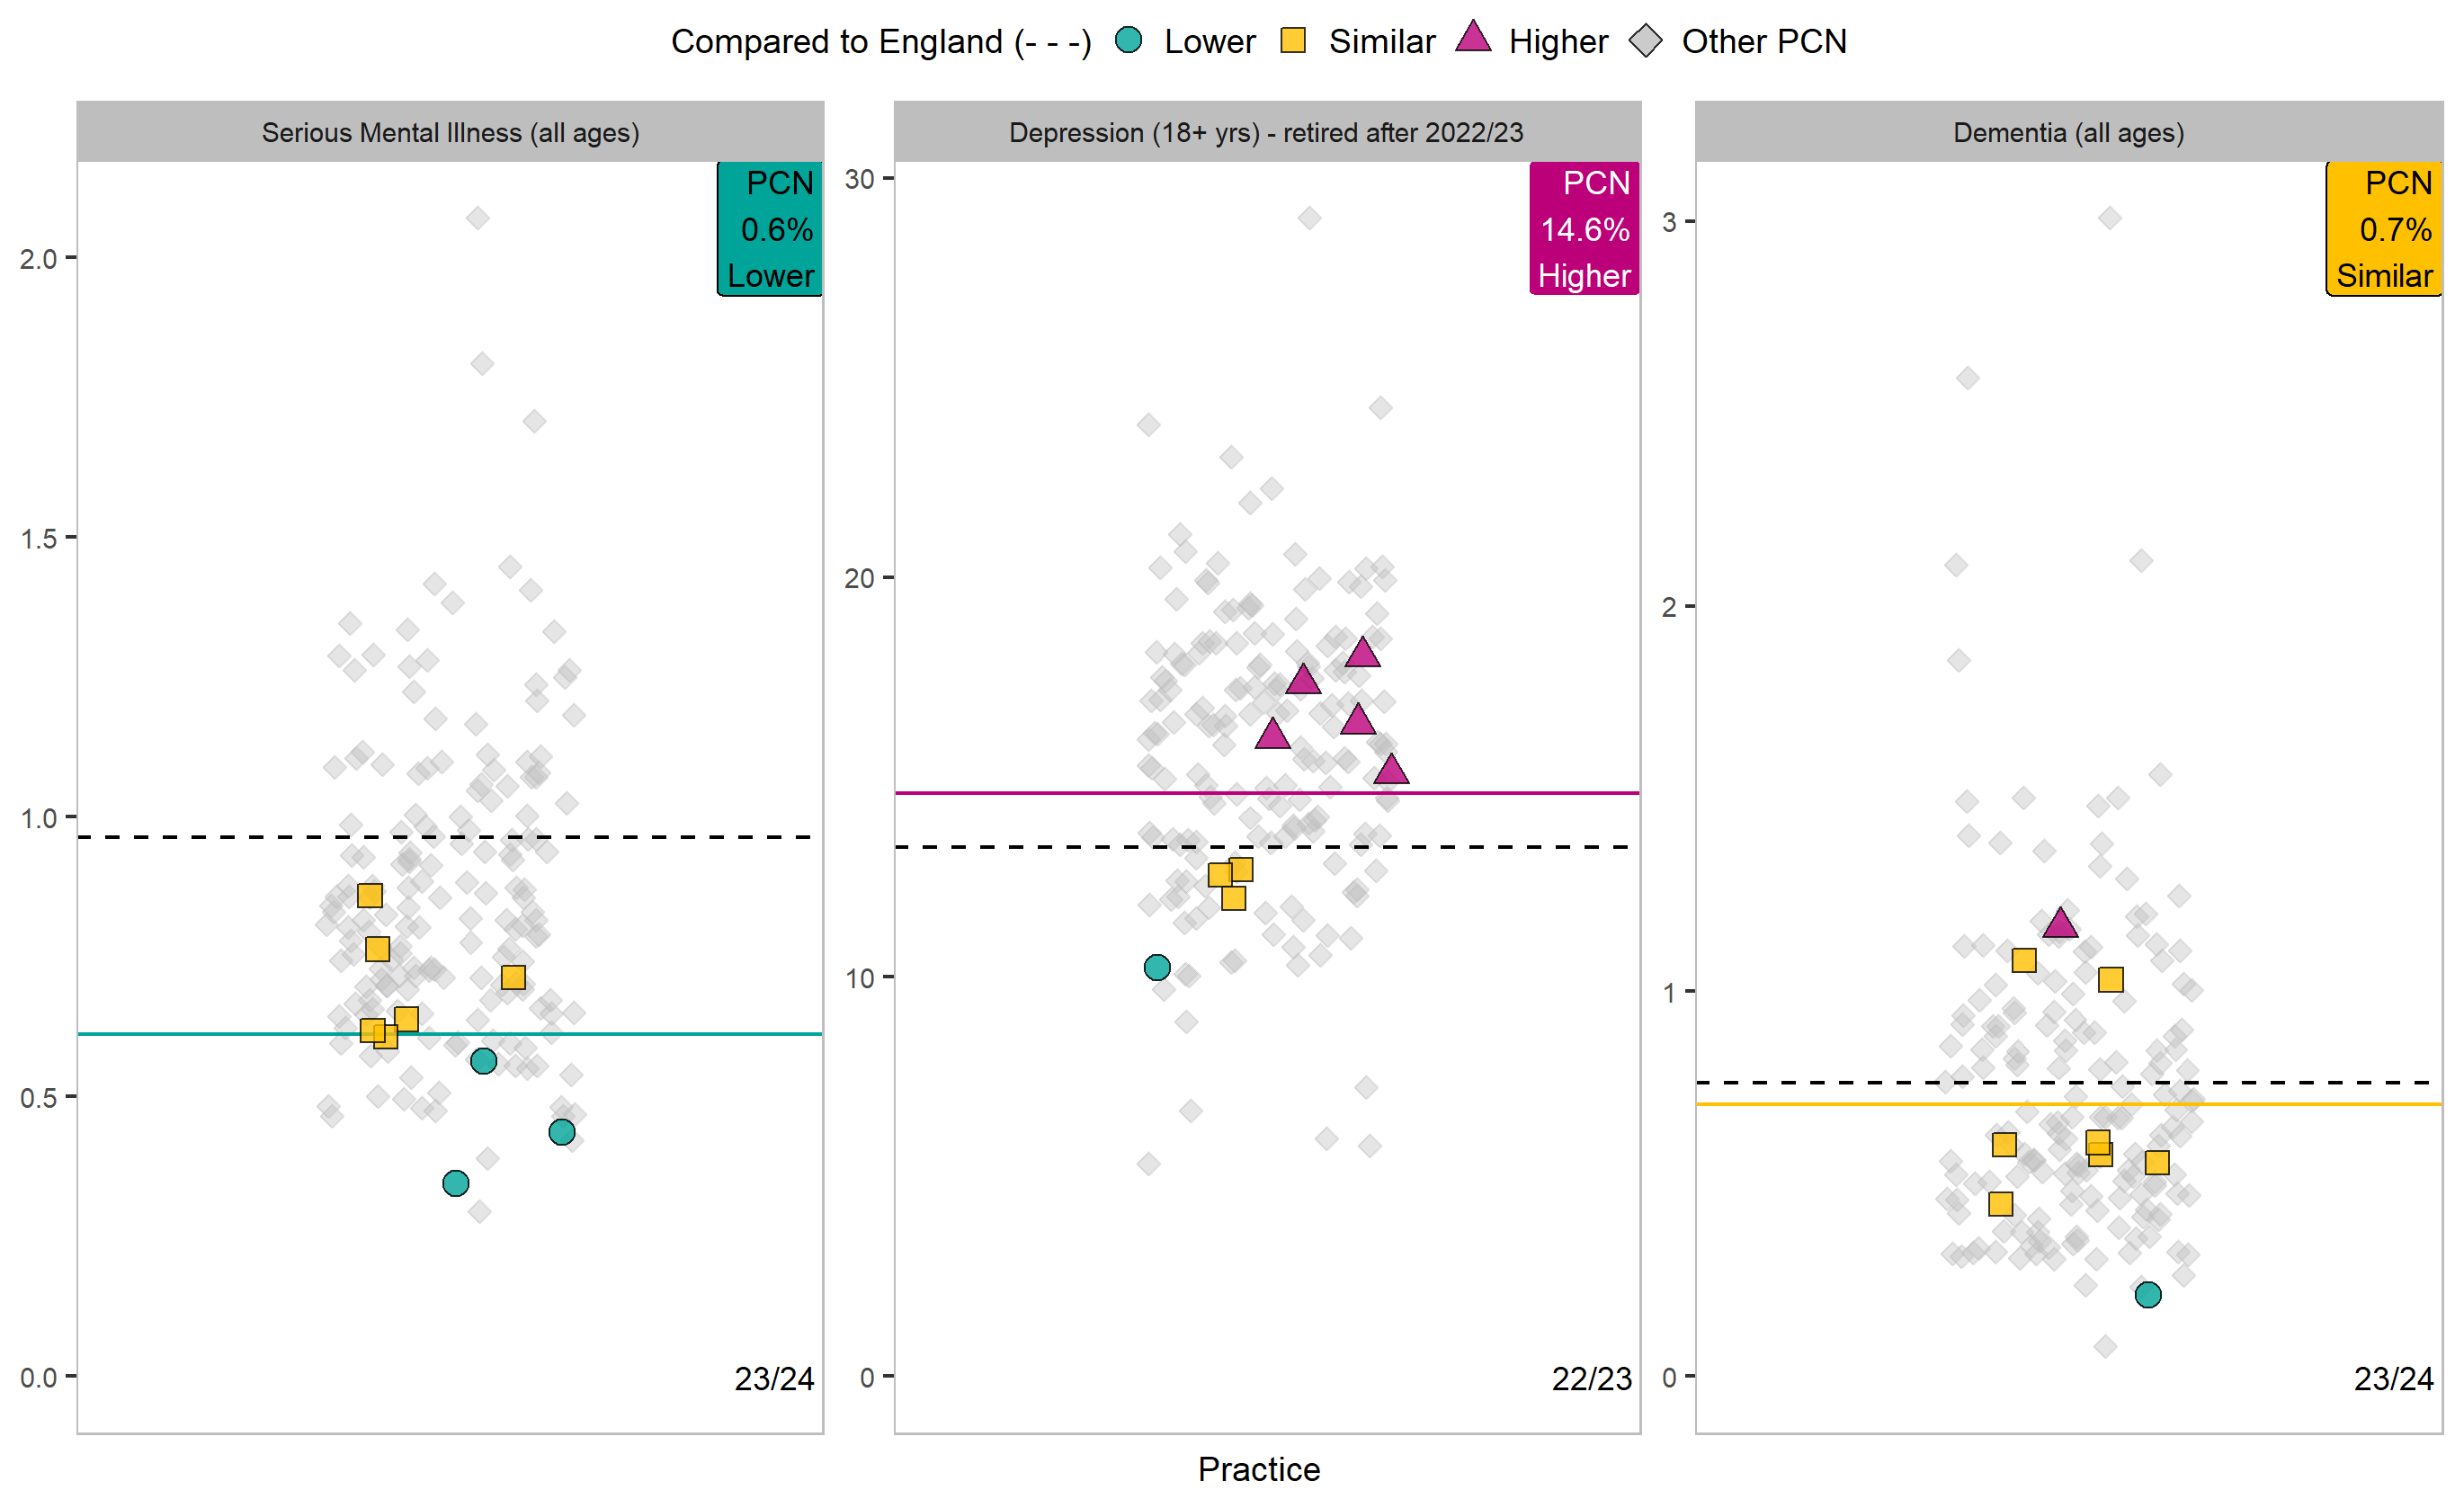 Compared to England (- - -) Lower Similar Higher Other PCN
Serious Mental Illness (all ages)
PCN
0.6%
Lower
2.0
1.5
1.0
0.5
0.0
23/24
Depression (18+ yrs) - retired after 2022/23
PCN
14.6%
Higher
30
20
10
0
22/23
Dementia (all ages)
PCN
0.7%
Similar
3
2
1
0
23/24
Practice